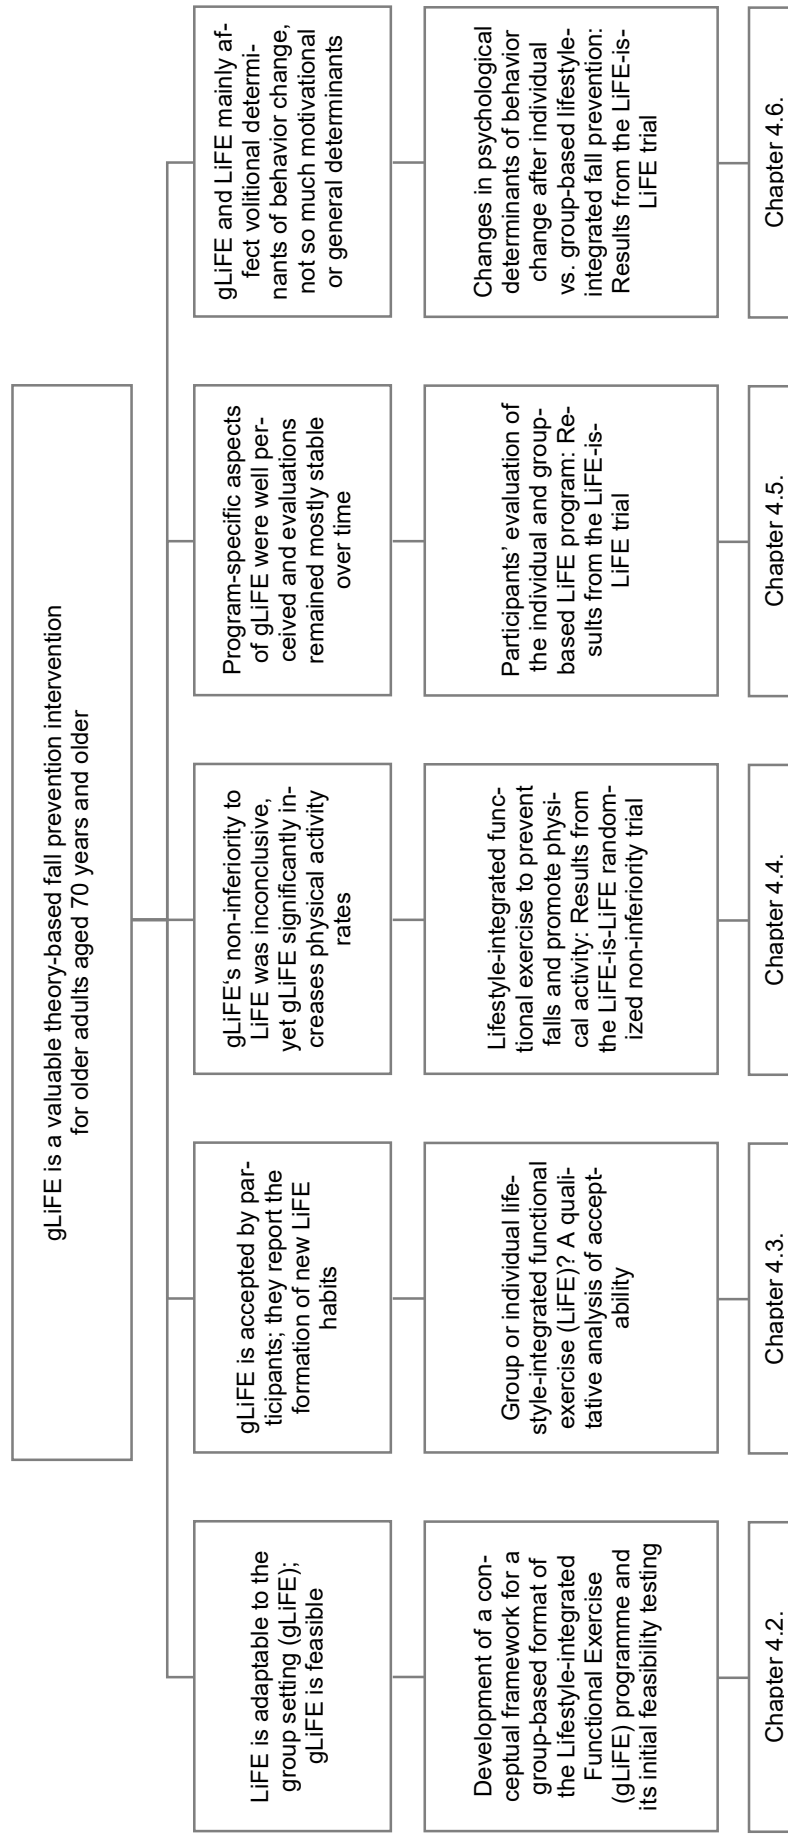 gLiFE is a valuable theory-based fall prevention intervention
for older adults aged 70 years and older
LiFE is adaptable to the
group setting (gLiFE);
gLiFE is feasible
gLiFE is accepted by par-
ticipants; they report the
formation of new LiFE
habits
gLiFE‘s non-inferiority to
LiFE was inconclusive,
yet gLiFE significantly in-
creases physical activity
rates
Program-specific aspects
of gLiFE were well per-
ceived and evaluations
remained mostly stable
over time
gLiFE and LiFE mainly af-
fect volitional determi-
nants of behavior change,
not so much motivational
or general determinants
Development of a con-
ceptual framework for a
group-based format of
the Lifestyle-integrated
Functional Exercise
(gLiFE) programme and
its initial feasibility testing
Group or individual life-
style-integrated functional
exercise (LiFE)? A quali-
tative analysis of accept-
ability
Lifestyle-integrated func-
tional exercise to prevent
falls and promote physi-
cal activity: Results from
the LiFE-is-LiFE random-
ized non-inferiority trial
Participants’ evaluation of
the individual and group-
based LiFE program: Re-
sults from the LiFE-is-
LiFE trial
Changes in psychological
determinants of behavior
change after individual
vs. group-based lifestyle-
integrated fall prevention:
Results from the LiFE-is-
LiFE trial
Chapter 4.2.
Chapter 4.3.
Chapter 4.4.
Chapter 4.5.
Chapter 4.6.